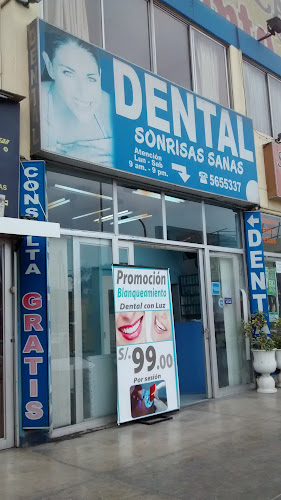 DENTAL
SONRISAS SANAS
Atención
Lun - Sab
9 am. - 9 pm.
5655337
CONSULTA GRATIS
DENTAL
Promoción
Blanqueamiento
Dental con Luz
S/. 99.00
Por sesión